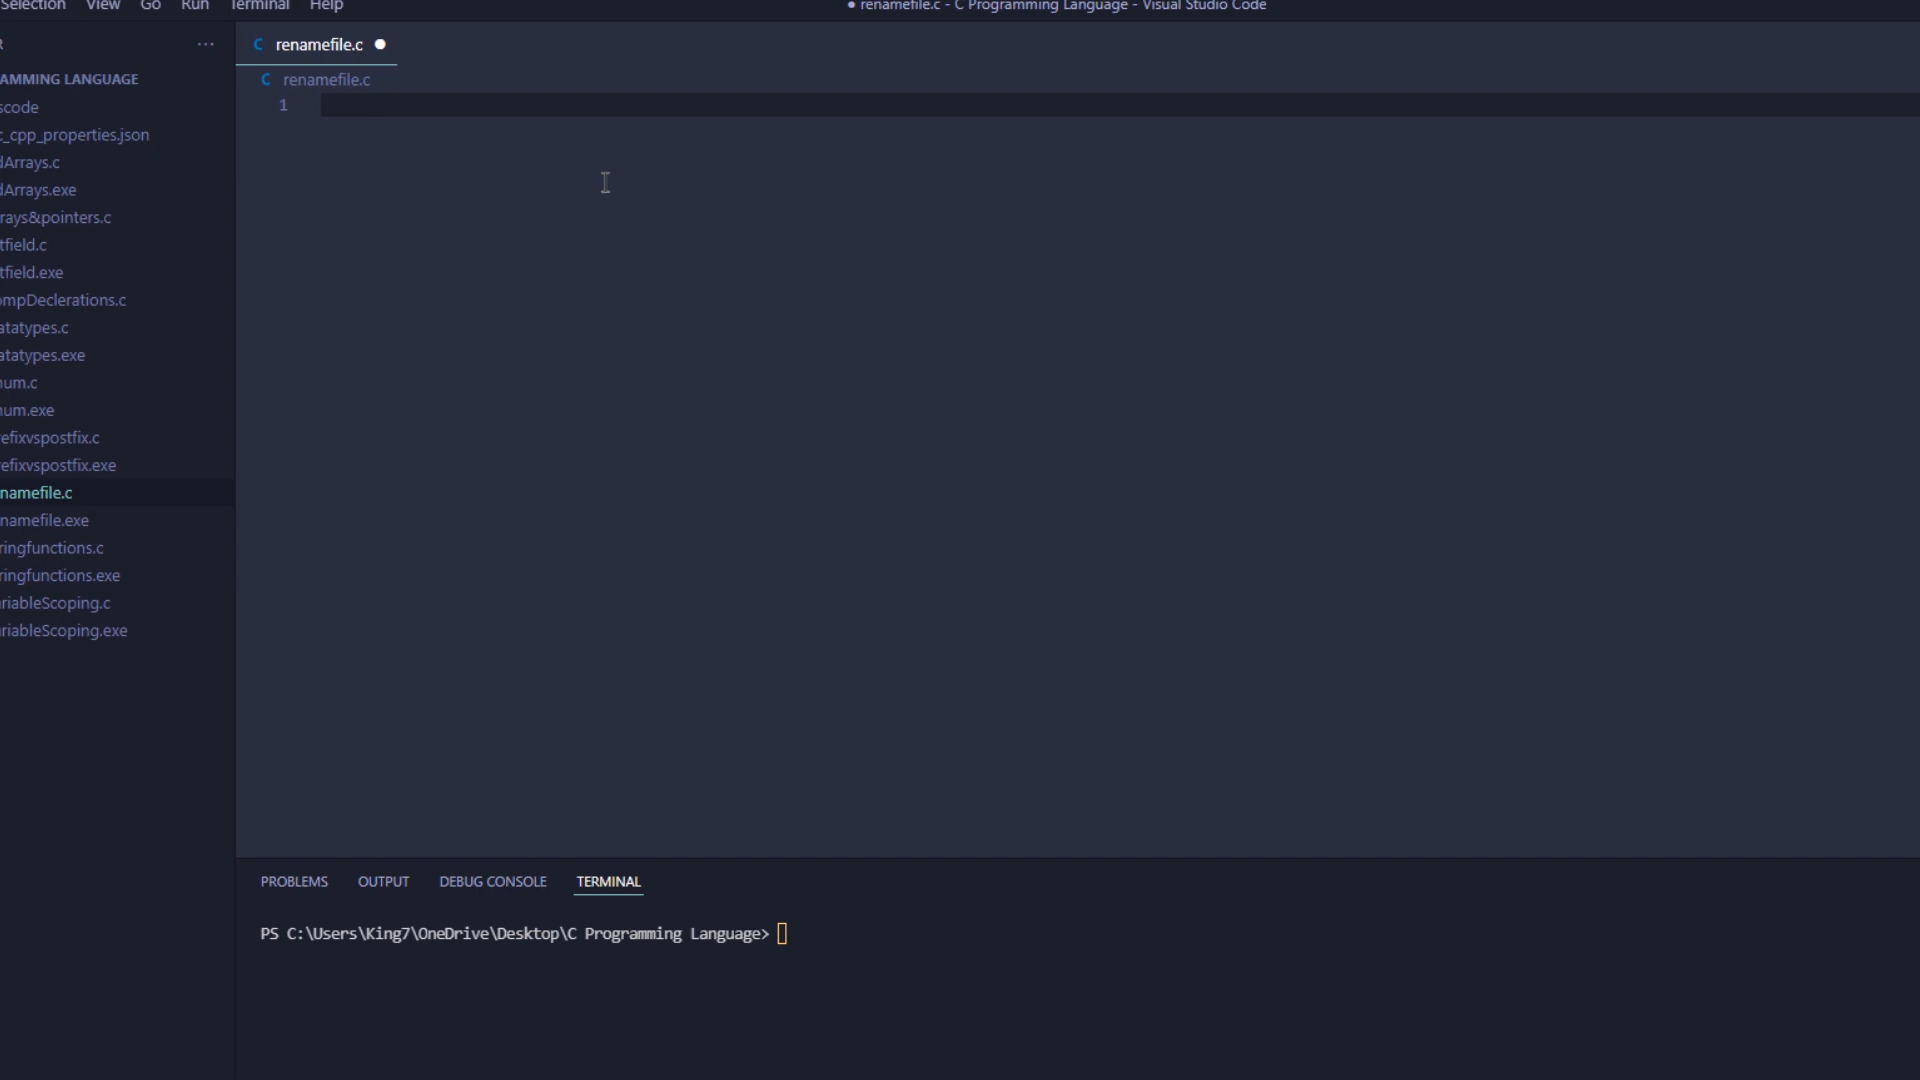 Selection View Go Run Terminal Help
● renamefile.c - C Programming Language - Visual Studio Code
R ···
C renamefile.c ●
AMMING LANGUAGE
C renamefile.c
scode
1
c_cpp_properties.json
dArrays.c
dArrays.exe
rays&pointers.c
tfield.c
tfield.exe
ompDeclerations.c
atatypes.c
atatypes.exe
num.c
num.exe
efixvspostfix.c
efixvspostfix.exe
namefile.c
namefile.exe
ringfunctions.c
ringfunctions.exe
ariableScoping.c
ariableScoping.exe
PROBLEMS OUTPUT DEBUG CONSOLE TERMINAL
PS C:\Users\King7\OneDrive\Desktop\C Programming Language>